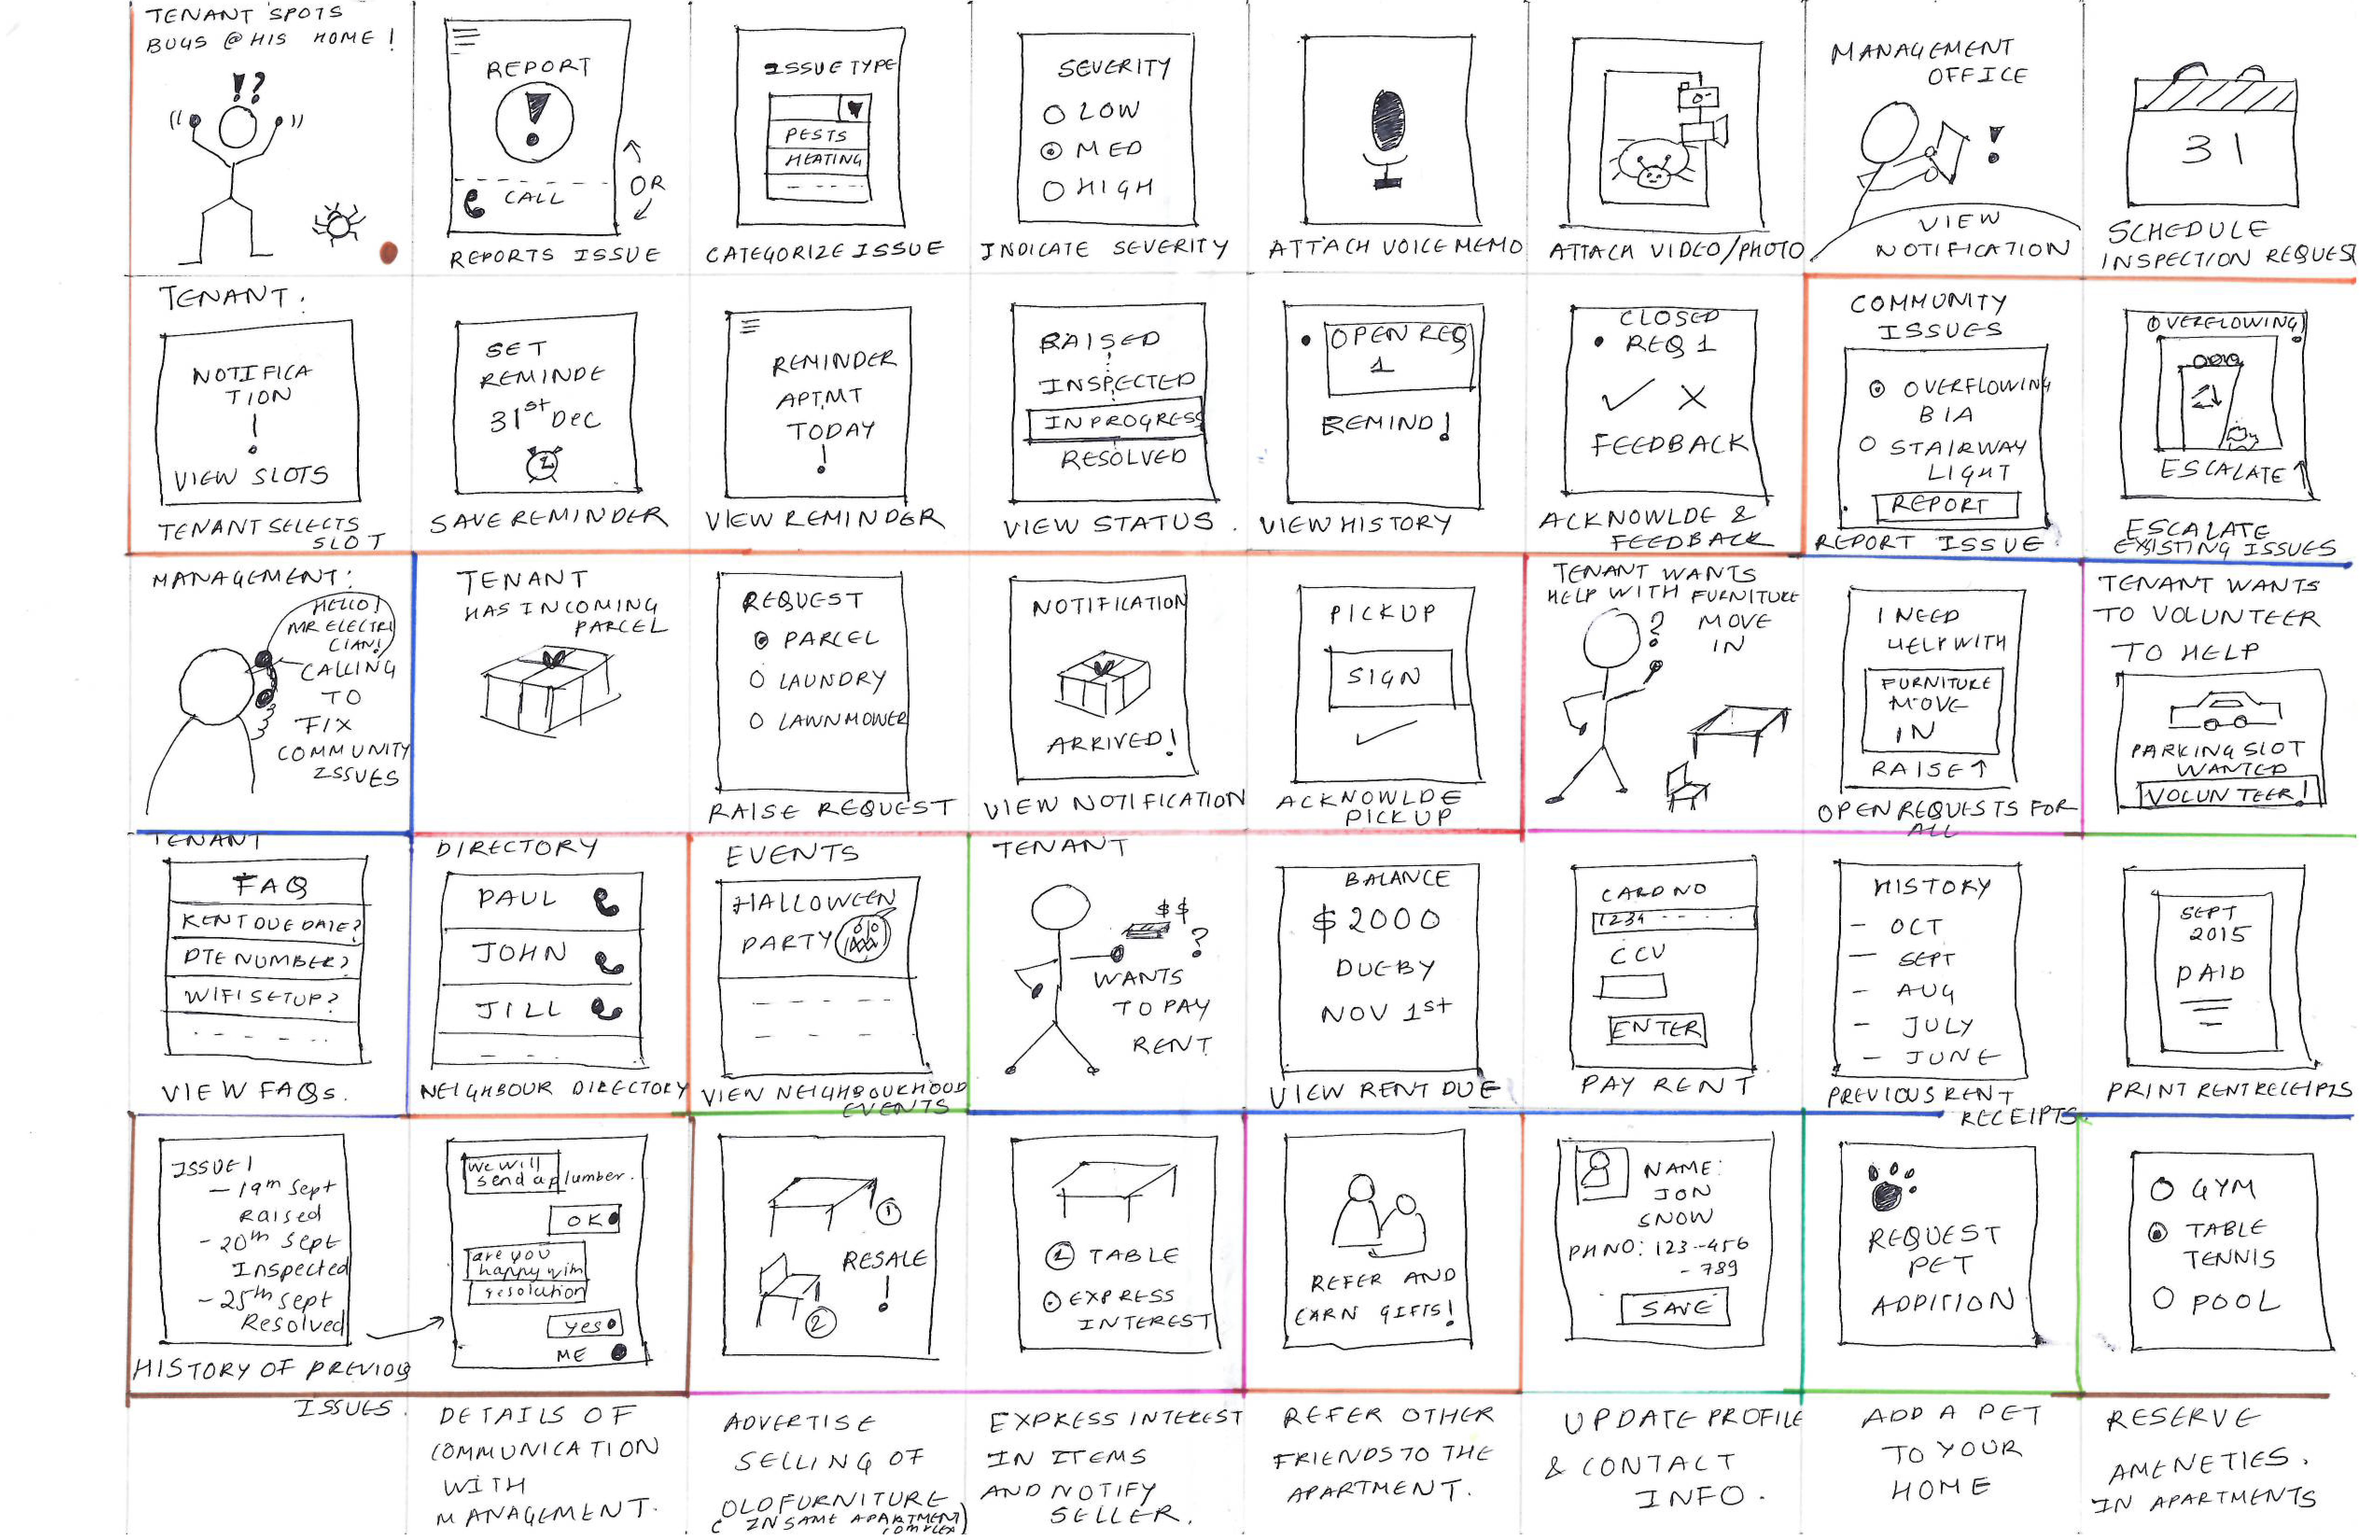 TENANT SPOTS
BUGS @ HIS HOME!
!?
REPORT
!
CALL
OR
REPORTS ISSUE
ISSUE TYPE
PESTS
HEATING
CATEGORIZE ISSUE
SEVERITY
LOW
MED
HIGH
INDICATE SEVERITY
ATTACH VOICE MEMO
ATTACH VIDEO/PHOTO
MANAGEMENT
OFFICE
!
VIEW
NOTIFICATION
31
SCHEDULE
INSPECTION REQUEST
TENANT:
NOTIFICA
TION
!
VIEW SLOTS
TENANT SELECTS
SLOT
SET
REMINDE
31st DEC
SAVE REMINDER
REMINDER
APTMT
TODAY
!
VIEW REMINDER
RAISED
INSPECTED
IN PROGRESS
RESOLVED
VIEW STATUS.
OPEN REQ
1
REMIND!
VIEW HISTORY
CLOSED
REQ 1
✓ X
FEEDBACK
ACKNOWLDE &
FEEDBACK
COMMUNITY
ISSUES
OVERFLOWING
BIA
STAIRWAY
LIGHT
REPORT
REPORT ISSUE
OVERFLOWING!
ESCALATE ↑
ESCALATE
EXISTING ISSUES
MANAGEMENT:
HELLO!
MR ELECTRI
CIAN!
CALLING
TO
FIX
COMMUNITY
ISSUES
TENANT
HAS INCOMING
PARCEL
REQUEST
PARCEL
LAUNDRY
LAWNMOWER
RAISE REQUEST
NOTIFICATION
ARRIVED!
VIEW NOTIFICATION
PICKUP
SIGN
✓
ACKNOWLDE
PICK UP
TENANT WANTS
HELP WITH FURNITURE
MOVE
IN
?
I NEED
HELP WITH
FURNITURE
MOVE
IN
RAISE ↑
OPEN REQUESTS FOR
ALL
TENANT WANTS
TO VOLUNTEER
TO HELP
PARKING SLOT
WANTED
VOLUNTEER!
TENANT
FAQ
RENT DUE DATE?
PTE NUMBER?
WIFI SETUP?
VIEW FAQs.
DIRECTORY
PAUL
JOHN
JILL
NEIGHBOUR DIRECTORY
EVENTS
HALLOWEEN
PARTY
VIEW NEIGHBOURHOOD
EVENTS
TENANT
$$
?
WANTS
TO PAY
RENT
BALANCE
$2000
DUE BY
NOV 1st
VIEW RENT DUE
CARD NO
1234 - - - -
CCV
ENTER
PAY RENT
HISTORY
- OCT
- SEPT
- AUG
- JULY
- JUNE
PREVIOUS RENT
RECEIPTS.
SEPT
2015
PAID
PRINT RENT RECEIPTS
ISSUE 1
- 19th Sept
Raised
- 20th Sept
Inspected
- 25th Sept
Resolved
HISTORY OF PREVIOUS
ISSUES.
we will
send a plumber.
OK
are you
happy with
resolution
yes
ME
DETAILS OF
COMMUNICATION
WITH
MANAGEMENT.
1
RESALE
!
2
ADVERTISE
SELLING OF
OLD FURNITURE
(IN SAME APARTMENT
COMPLEX)
1 TABLE
EXPRESS
INTEREST
EXPRESS INTEREST
IN ITEMS
AND NOTIFY
SELLER.
REFER AND
EARN GIFTS!
REFER OTHER
FRIENDS TO THE
APARTMENT.
NAME:
JON
SNOW
PH NO: 123-456
-789
SAVE
UPDATE PROFILE
& CONTACT
INFO.
REQUEST
PET
ADDITION
ADD A PET
TO YOUR
HOME
GYM
TABLE
TENNIS
POOL
RESERVE
AMENETIES.
IN APARTMENTS